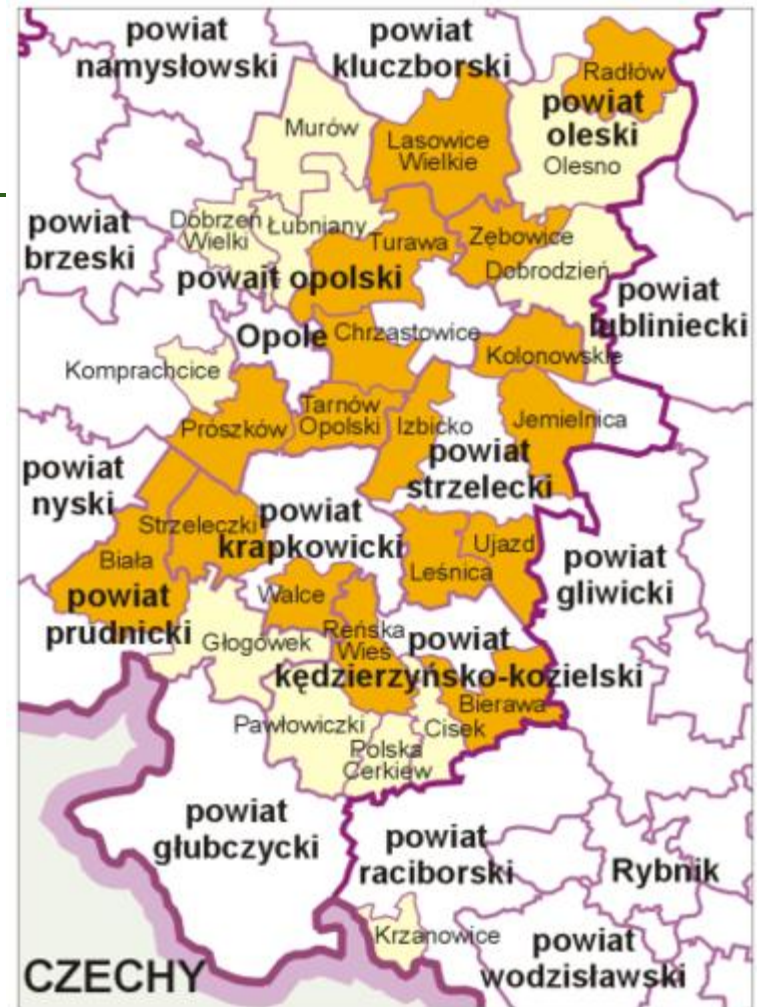 powiat
namysłowski
powiat
kluczborski
Radłów
powiat
oleski
Olesno
Murów
Lasowice
Wielkie
powiat
brzeski
Dobrzeń
Wielki
Łubniany
Turawa
Zębowice
Dobrodzień
powait opolski
powiat
lubliniecki
Opole
Chrząstowice
Kolonowskie
Komprachcice
Prószków
Tarnów
Opolski
Izbicko
Jemielnica
powiat
strzelecki
powiat
nyski
Strzeleczki
powiat
krapkowicki
Ujazd
Leśnica
powiat
gliwicki
Biała
powiat
prudnicki
Walce
Głogówek
Reńska
Wieś
powiat
kędzierzyńsko-kozielski
Bierawa
Pawłowiczki
Cisek
Polska
Cerkiew
powiat
głubczycki
powiat
raciborski
Rybnik
Krzanowice
powiat
wodzisławski
CZECHY